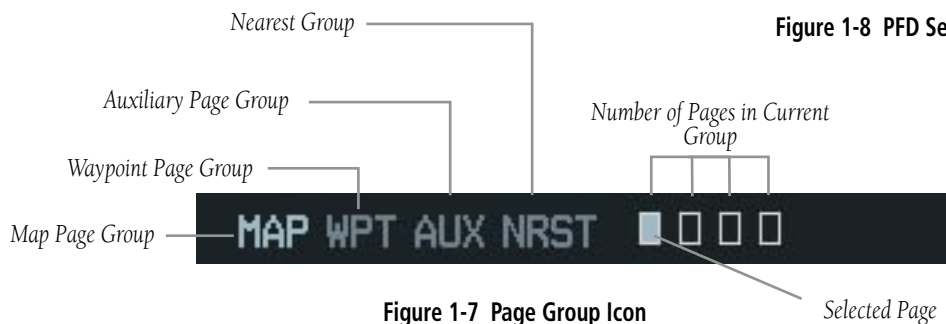 Nearest Group
Figure 1-8 PFD Se
Auxiliary Page Group
Number of Pages in Current
Group
Waypoint Page Group
Map Page Group
MAP WPT AUX NRST
Figure 1-7 Page Group Icon
Selected Page